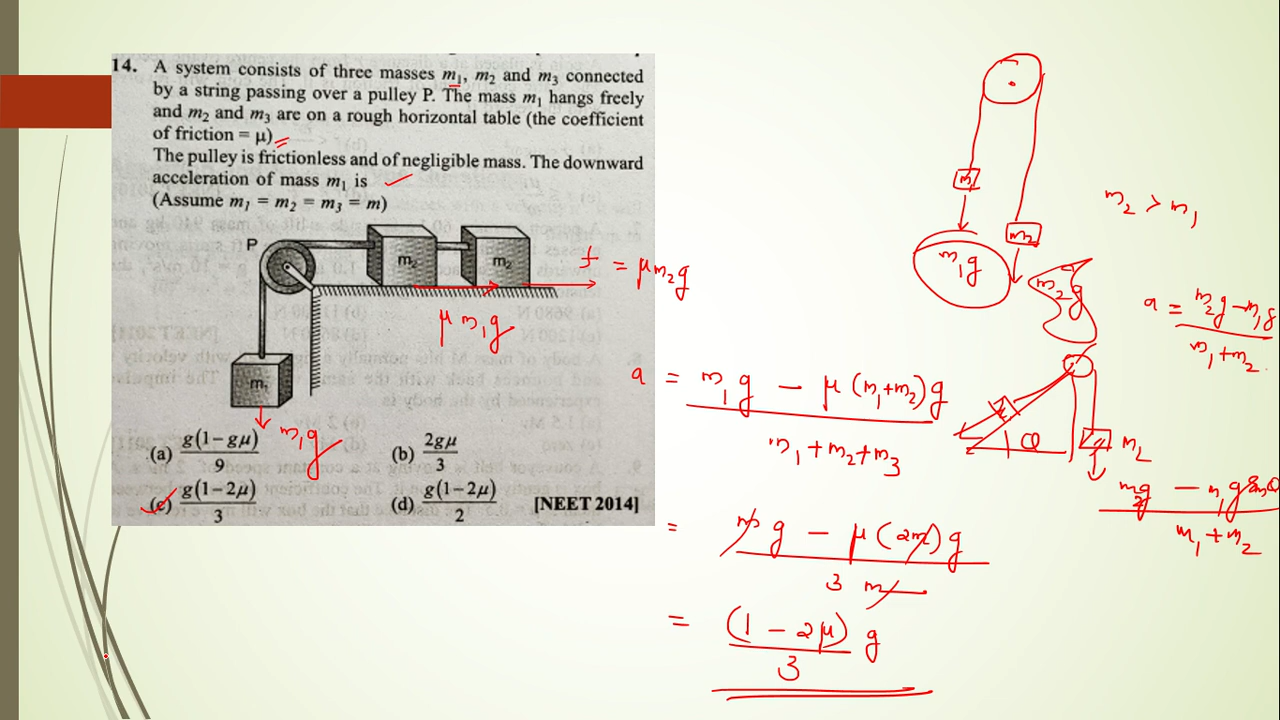 14. A system consists of three masses m₁, m₂ and m₃ connected
by a string passing over a pulley P. The mass m₁ hangs freely
and m₂ and m₃ are on a rough horizontal table (the coefficient
of friction = μ)
The pulley is frictionless and of negligible mass. The downward
acceleration of mass m₁ is
(Assume m₁ = m₂ = m₃ = m)
P
m₂
m₂
m₁
(a) g(1−gμ)/9
(b) 2gμ/3
(c) g(1−2μ)/3
(d) g(1−2μ)/2
[NEET 2014]
f = μm₂g
μ m₁g
m₁g
a = m₁g − μ(m₁+m₂)g / m₁+m₂+m₃
= mg − μ(2m)g / 3m
= (1 − 2μ)/3 g
m₂
m₁g
m₂g
m₂ > m₁
a = m₂g−m₁g / m₁+m₂
m₂
m₂g − m₁g sinθ / m₁+m₂